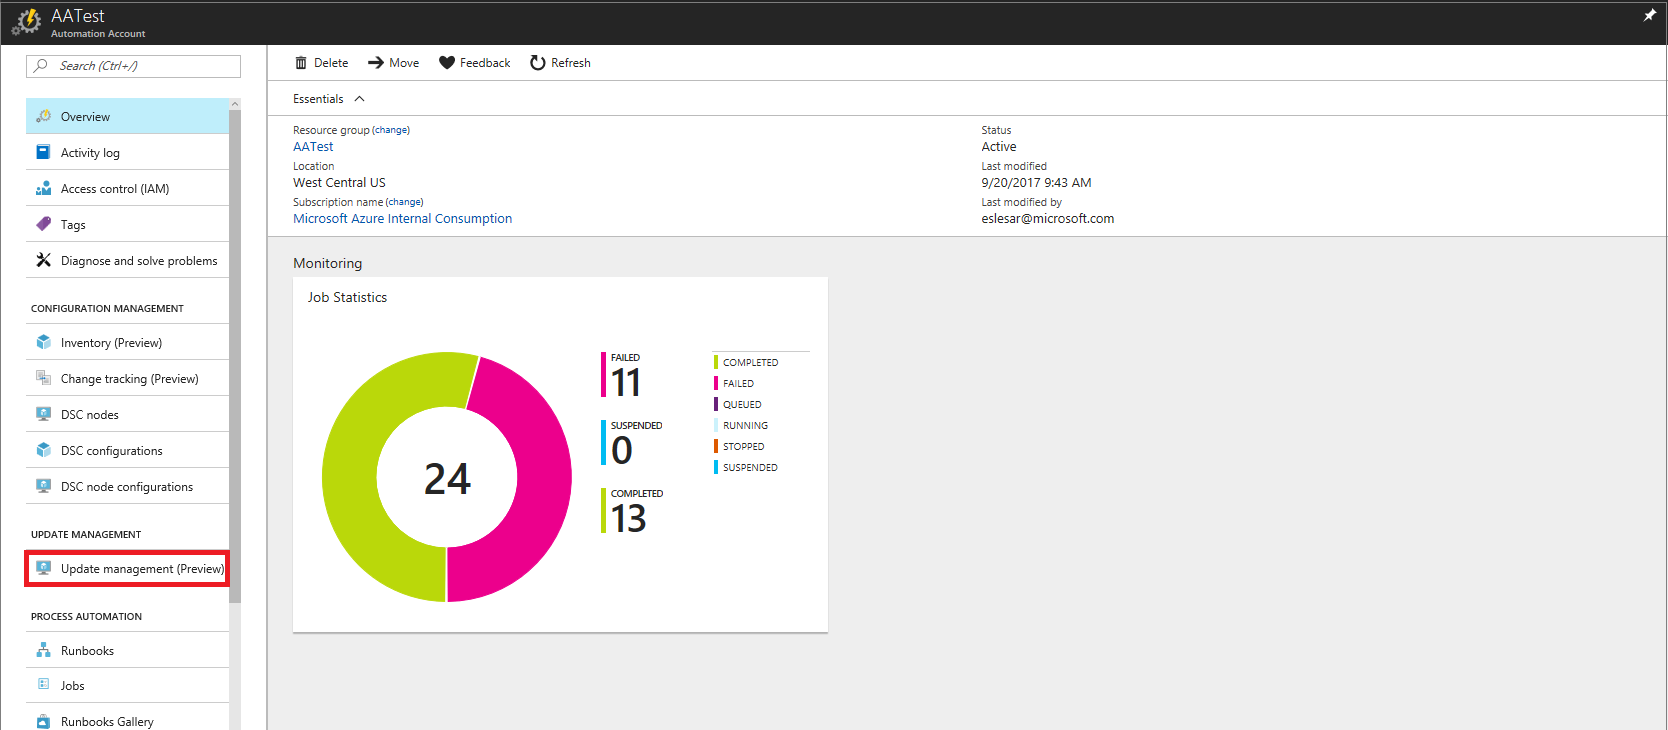 AATest
Automation Account
Search (Ctrl+/)
Overview
Activity log
Access control (IAM)
Tags
Diagnose and solve problems
CONFIGURATION MANAGEMENT
Inventory (Preview)
Change tracking (Preview)
DSC nodes
DSC configurations
DSC node configurations
UPDATE MANAGEMENT
Update management (Preview)
PROCESS AUTOMATION
Runbooks
Jobs
Runbooks Gallery
Delete Move Feedback Refresh
Essentials
Resource group (change)
AATest
Location
West Central US
Subscription name (change)
Microsoft Azure Internal Consumption
Status
Active
Last modified
9/20/2017 9:43 AM
Last modified by
eslesar@microsoft.com
Monitoring
Job Statistics
24
FAILED
11
SUSPENDED
0
COMPLETED
13
COMPLETED
FAILED
QUEUED
RUNNING
STOPPED
SUSPENDED